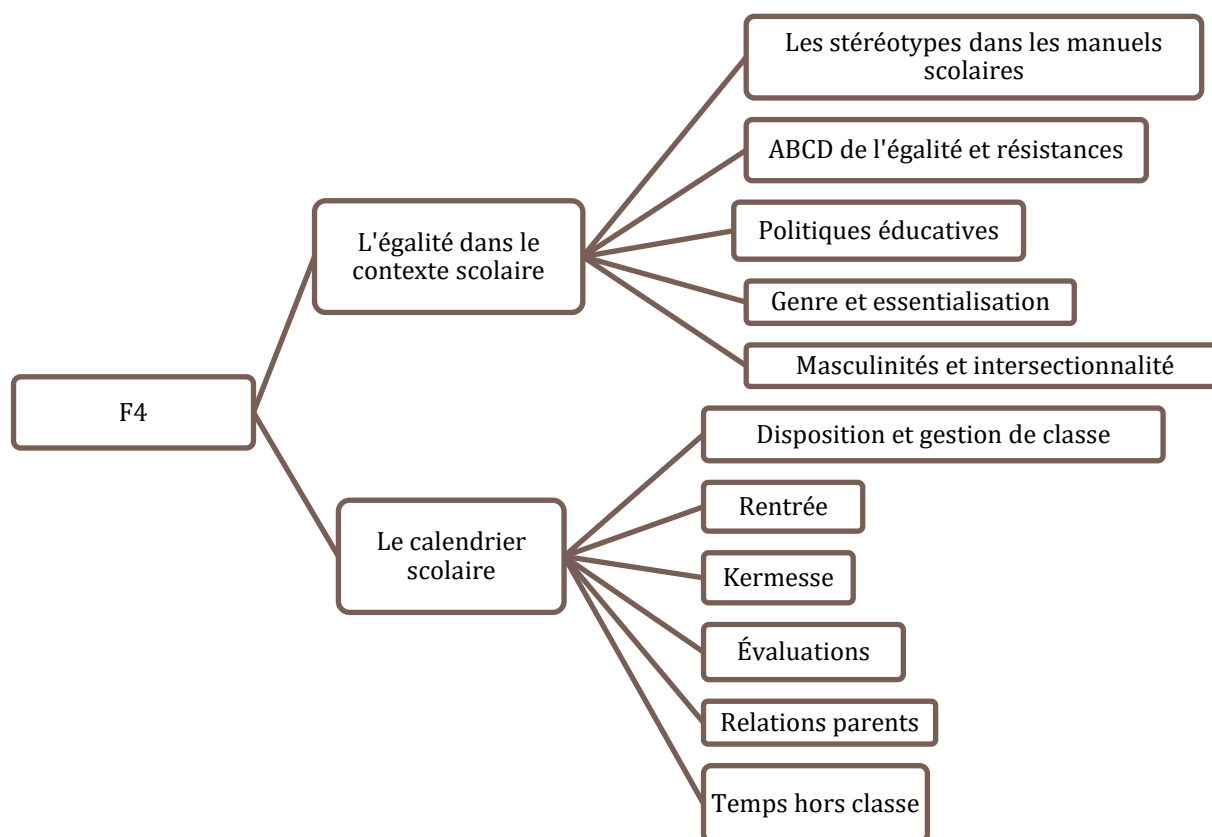 Les stéréotypes dans les manuels
scolaires
ABCD de l'égalité et résistances
L'égalité dans le
contexte scolaire
Politiques éducatives
Genre et essentialisation
Masculinités et intersectionnalité
F4
Disposition et gestion de classe
Rentrée
Le calendrier
scolaire
Kermesse
Évaluations
Relations parents
Temps hors classe